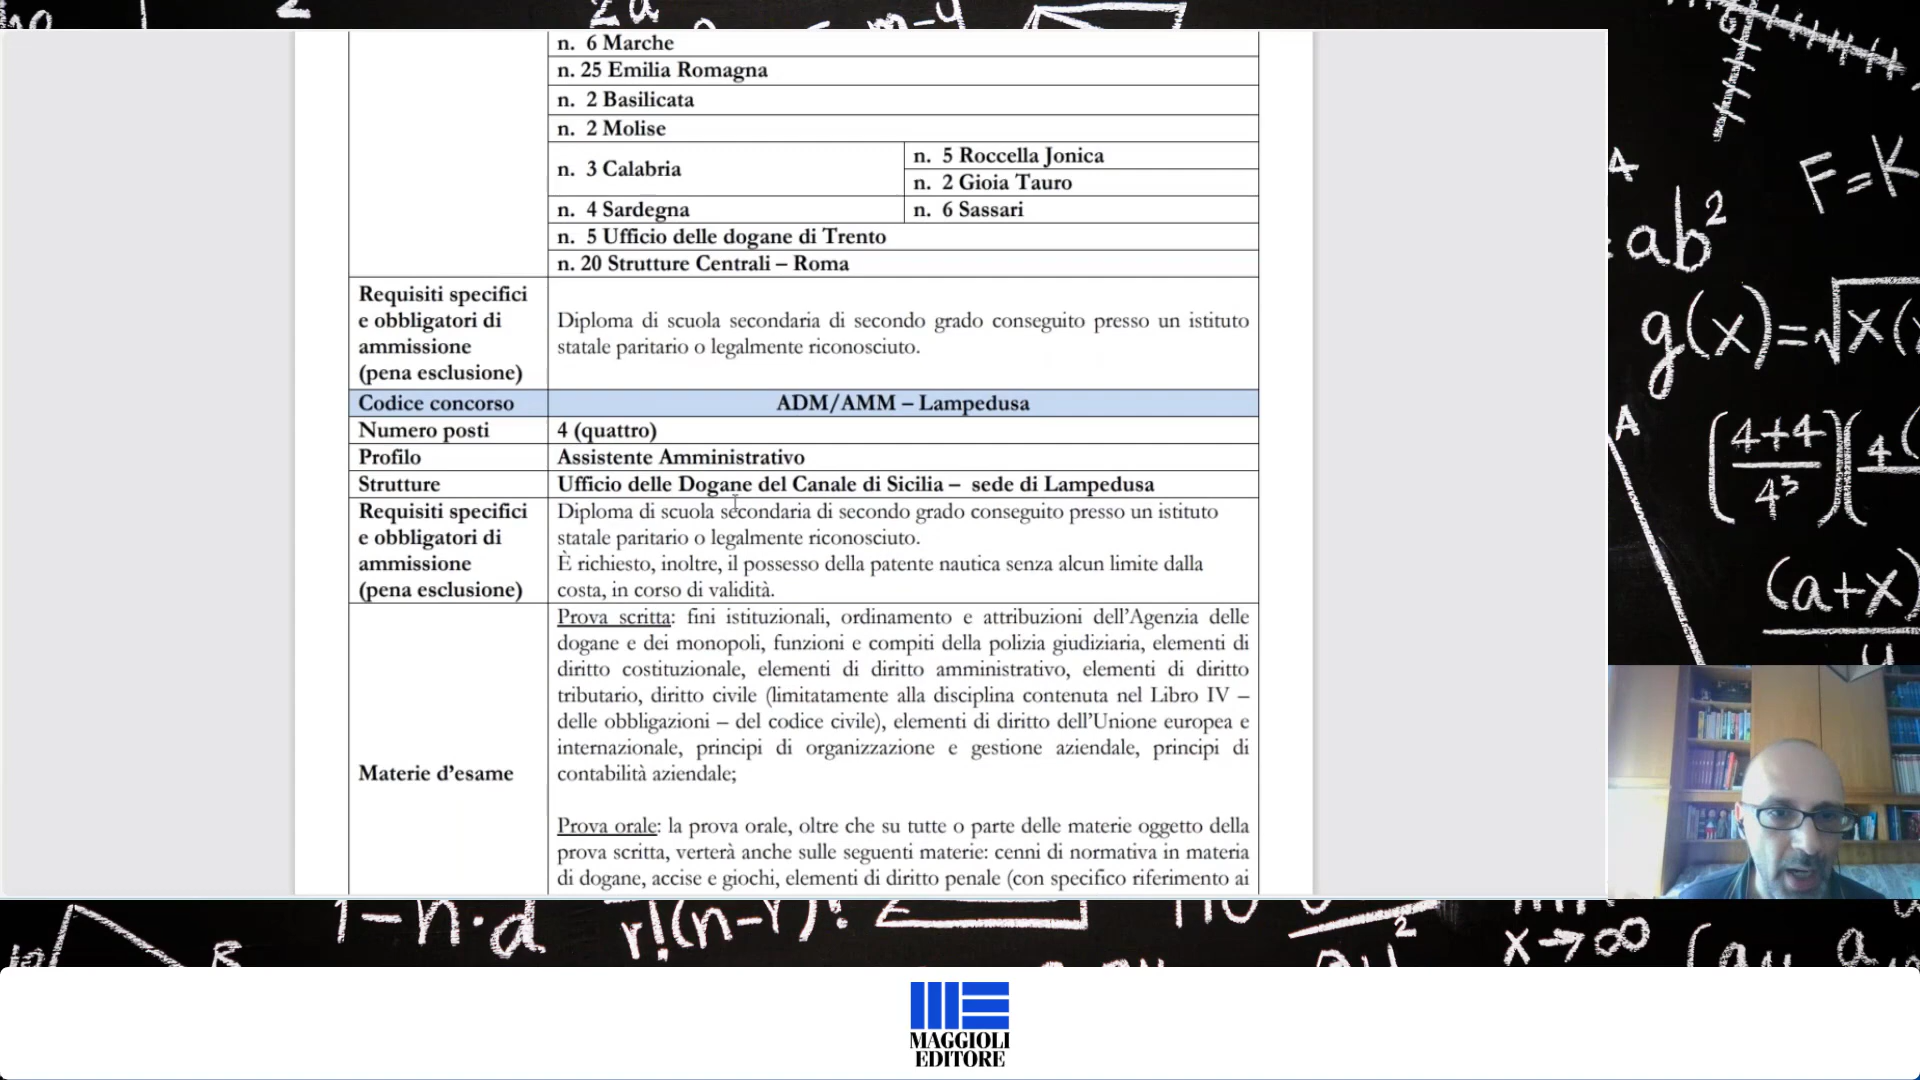 n. 6 Marche
n. 25 Emilia Romagna
n. 2 Basilicata
n. 2 Molise
n. 3 Calabria
n. 5 Roccella Jonica
n. 2 Gioia Tauro
n. 4 Sardegna
n. 6 Sassari
n. 5 Ufficio delle dogane di Trento
n. 20 Strutture Centrali – Roma
Requisiti specifici
e obbligatori di
ammissione
(pena esclusione)
Diploma di scuola secondaria di secondo grado conseguito presso un istituto
statale paritario o legalmente riconosciuto.
Codice concorso
ADM/AMM – Lampedusa
Numero posti
4 (quattro)
Profilo
Assistente Amministrativo
Strutture
Ufficio delle Dogane del Canale di Sicilia – sede di Lampedusa
Requisiti specifici
e obbligatori di
ammissione
(pena esclusione)
Diploma di scuola secondaria di secondo grado conseguito presso un istituto
statale paritario o legalmente riconosciuto.
È richiesto, inoltre, il possesso della patente nautica senza alcun limite dalla
costa, in corso di validità.
Materie d'esame
Prova scritta: fini istituzionali, ordinamento e attribuzioni dell'Agenzia delle
dogane e dei monopoli, funzioni e compiti della polizia giudiziaria, elementi di
diritto costituzionale, elementi di diritto amministrativo, elementi di diritto
tributario, diritto civile (limitatamente alla disciplina contenuta nel Libro IV –
delle obbligazioni – del codice civile), elementi di diritto dell'Unione europea e
internazionale, principi di organizzazione e gestione aziendale, principi di
contabilità aziendale;
Prova orale: la prova orale, oltre che su tutte o parte delle materie oggetto della
prova scritta, verterà anche sulle seguenti materie: cenni di normativa in materia
di dogane, accise e giochi, elementi di diritto penale (con specifico riferimento ai
F=K
ab²
g(x)=√x(
A
(4+4
4³
(a+x)
1-n·d
r!(n-r)!
x→∞
MAGGIOLI
EDITORE